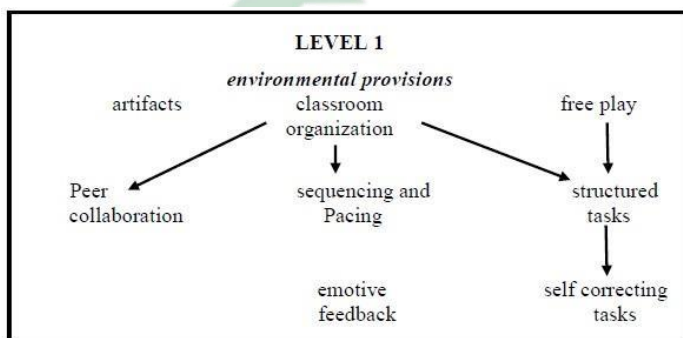 LEVEL 1
environmental provisions
artifacts classroom free play
organization
Peer sequencing and structured
collaboration Pacing tasks
emotive self correcting
feedback tasks